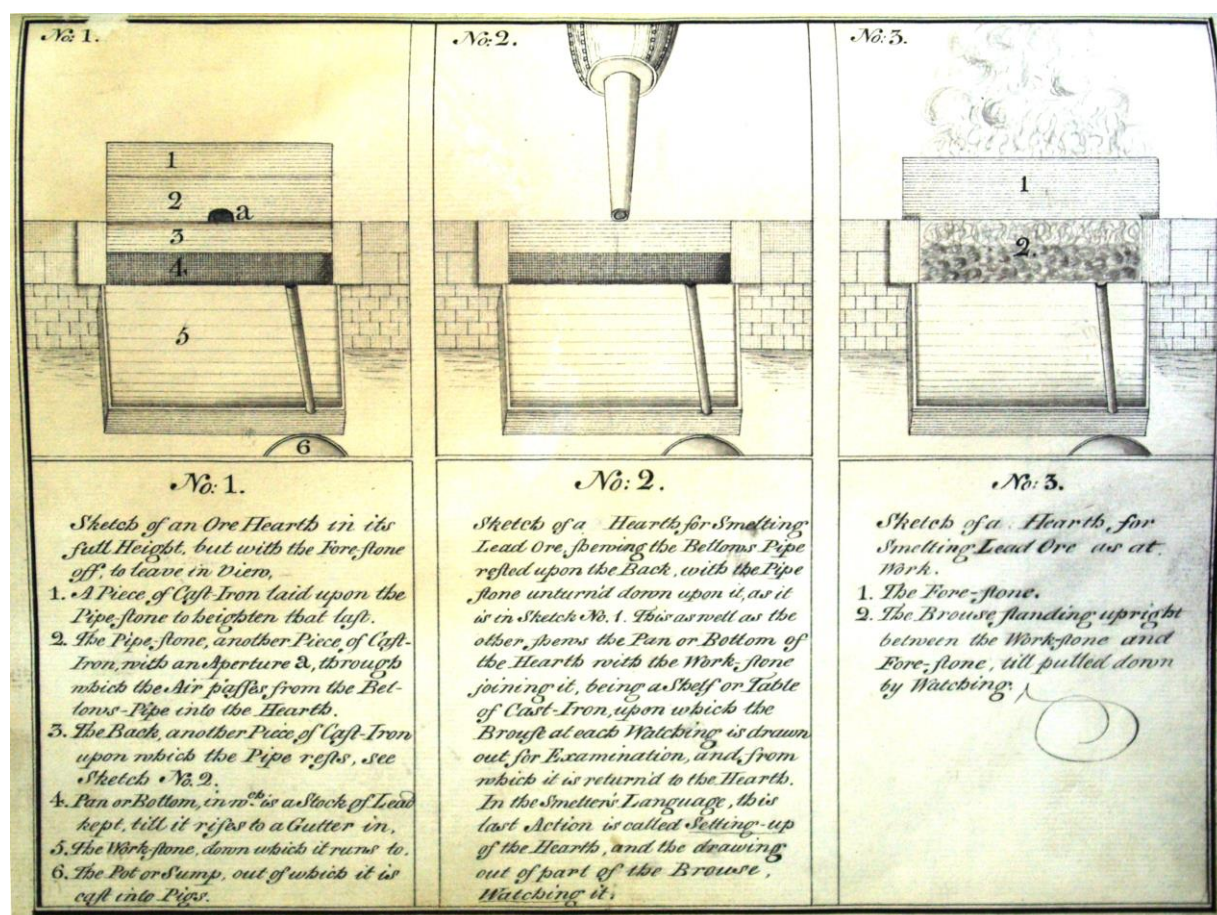 No: 1.
1
2
a
3
4
5
6
No: 2.
No: 3.
1
2.
No: 1.
Sketch of an Ore Hearth in its
full Height, but with the Fore-ſtone
off, to leave in View,
1. A Piece of Caſt-Iron laid upon the
Pipe-ſtone to heighten that laſt.
2. The Pipe-ſtone, another Piece of Caſt-
Iron, with an Aperture a, through
which the Air paſſes from the Bel-
lows-Pipe into the Hearth.
3. The Back, another Piece of Caſt-Iron
upon which the Pipe reſts, see
Sketch No. 2.
4. Pan or Bottom, in wch. is a Stock of Lead
kept, till it riſes to a Gutter in,
5. The Work-ſtone, down which it runs to.
6. The Pot or Sump, out of which it is
caſt into Pigs.
No: 2.
Sketch of a Hearth for Smelting
Lead Ore, ſhewing the Bellows Pipe
reſted upon the Back, with the Pipe
ſtone unturn'd down upon it, as it
is in Sketch No. 1. This as well as the
other, ſhews the Pan or Bottom of
the Hearth with the Work-ſtone
joining it, being a Shelf or Table
of Cast-Iron, upon which the
Brouſe at each Watching is drawn
out for Examination, and from
which it is return'd to the Hearth.
In the Smelter's Language, this
laſt Action is called Setting-up
of the Hearth, and the drawing
out of part of the Brouse,
Watching it.
No: 3.
Sketch of a Hearth for
Smelting Lead Ore as at
Work.
1. The Fore-ſtone.
2. The Brouse ſtanding upright
between the Work-ſtone and
Fore-ſtone, till pulled down
by Watching.